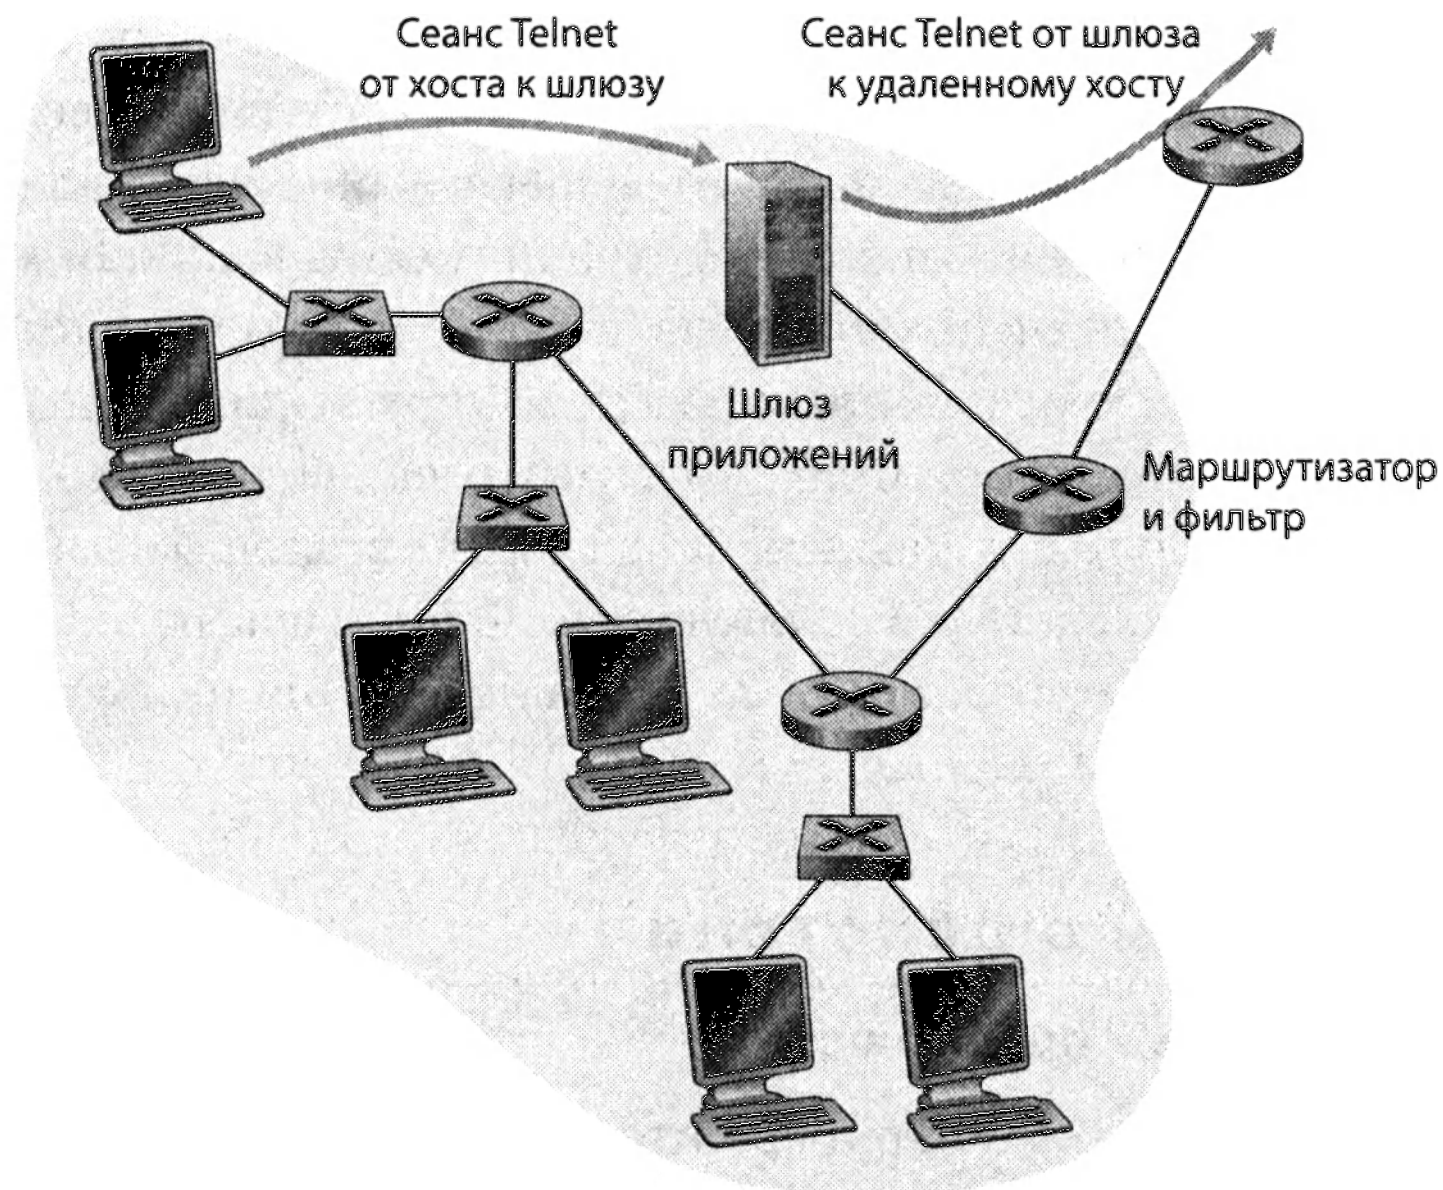 Сеанс Telnet
от хоста к шлюзу
Сеанс Telnet от шлюза
к удаленному хосту
Шлюз
приложений
Маршрутизатор
и фильтр